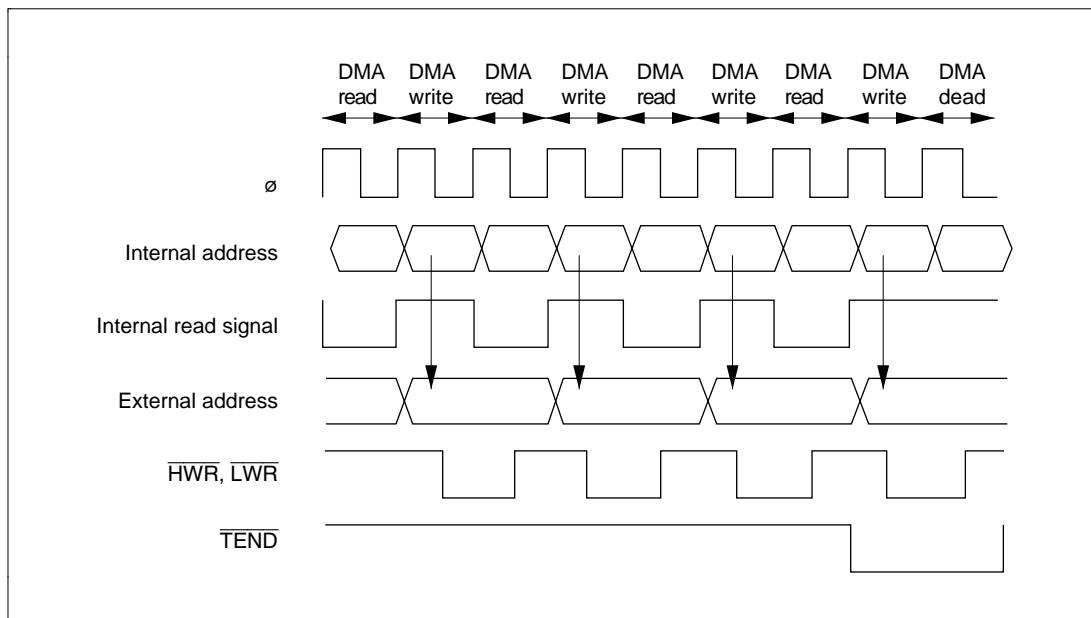 DMA DMA DMA DMA DMA DMA DMA DMA DMA
read write read write read write read write dead
ø
Internal address
Internal read signal
External address
HWR, LWR
TEND